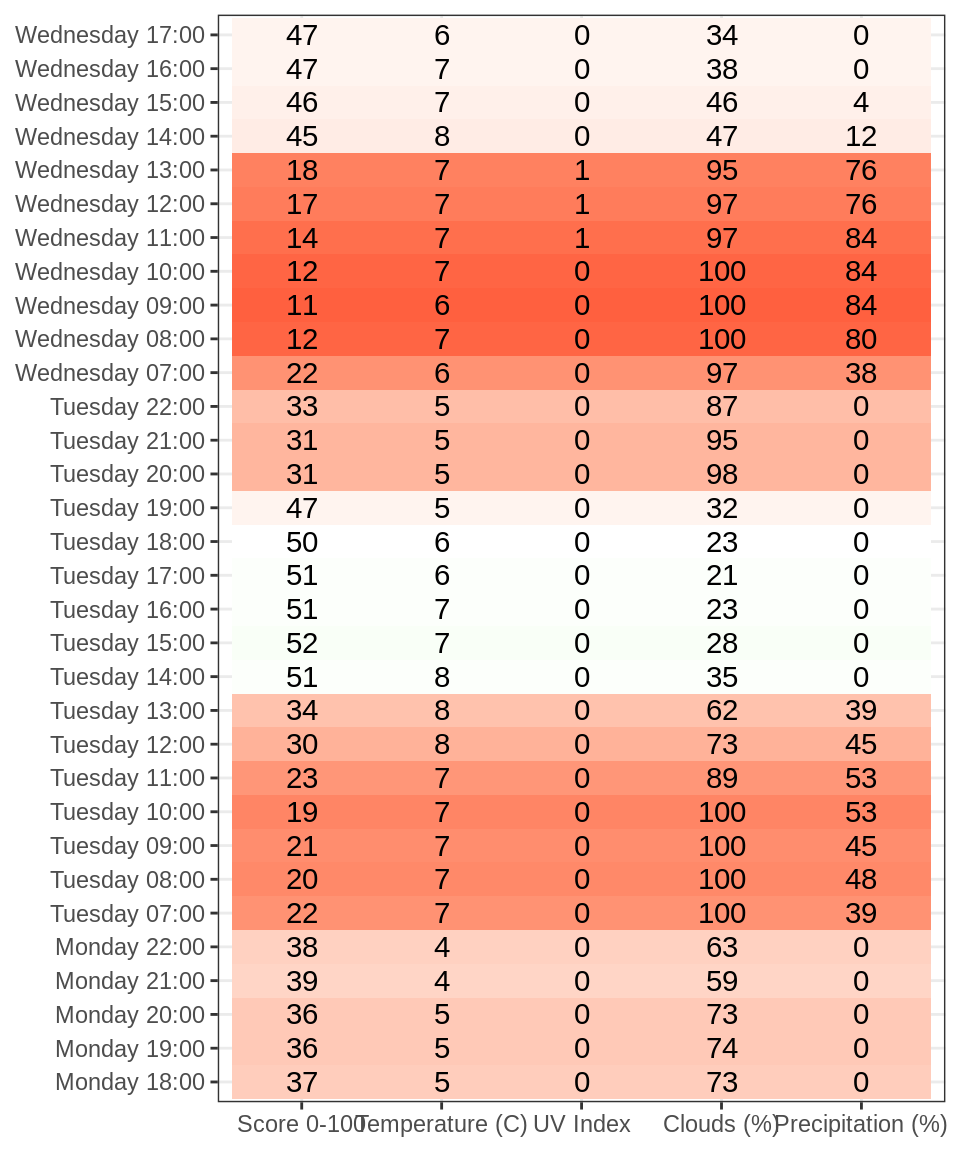 Wednesday 17:00 47 6 0 34 0
Wednesday 16:00 47 7 0 38 0
Wednesday 15:00 46 7 0 46 4
Wednesday 14:00 45 8 0 47 12
Wednesday 13:00 18 7 1 95 76
Wednesday 12:00 17 7 1 97 76
Wednesday 11:00 14 7 1 97 84
Wednesday 10:00 12 7 0 100 84
Wednesday 09:00 11 6 0 100 84
Wednesday 08:00 12 7 0 100 80
Wednesday 07:00 22 6 0 97 38
Tuesday 22:00 33 5 0 87 0
Tuesday 21:00 31 5 0 95 0
Tuesday 20:00 31 5 0 98 0
Tuesday 19:00 47 5 0 32 0
Tuesday 18:00 50 6 0 23 0
Tuesday 17:00 51 6 0 21 0
Tuesday 16:00 51 7 0 23 0
Tuesday 15:00 52 7 0 28 0
Tuesday 14:00 51 8 0 35 0
Tuesday 13:00 34 8 0 62 39
Tuesday 12:00 30 8 0 73 45
Tuesday 11:00 23 7 0 89 53
Tuesday 10:00 19 7 0 100 53
Tuesday 09:00 21 7 0 100 45
Tuesday 08:00 20 7 0 100 48
Tuesday 07:00 22 7 0 100 39
Monday 22:00 38 4 0 63 0
Monday 21:00 39 4 0 59 0
Monday 20:00 36 5 0 73 0
Monday 19:00 36 5 0 74 0
Monday 18:00 37 5 0 73 0
Score 0-100 Temperature (C) UV Index Clouds (%) Precipitation (%)